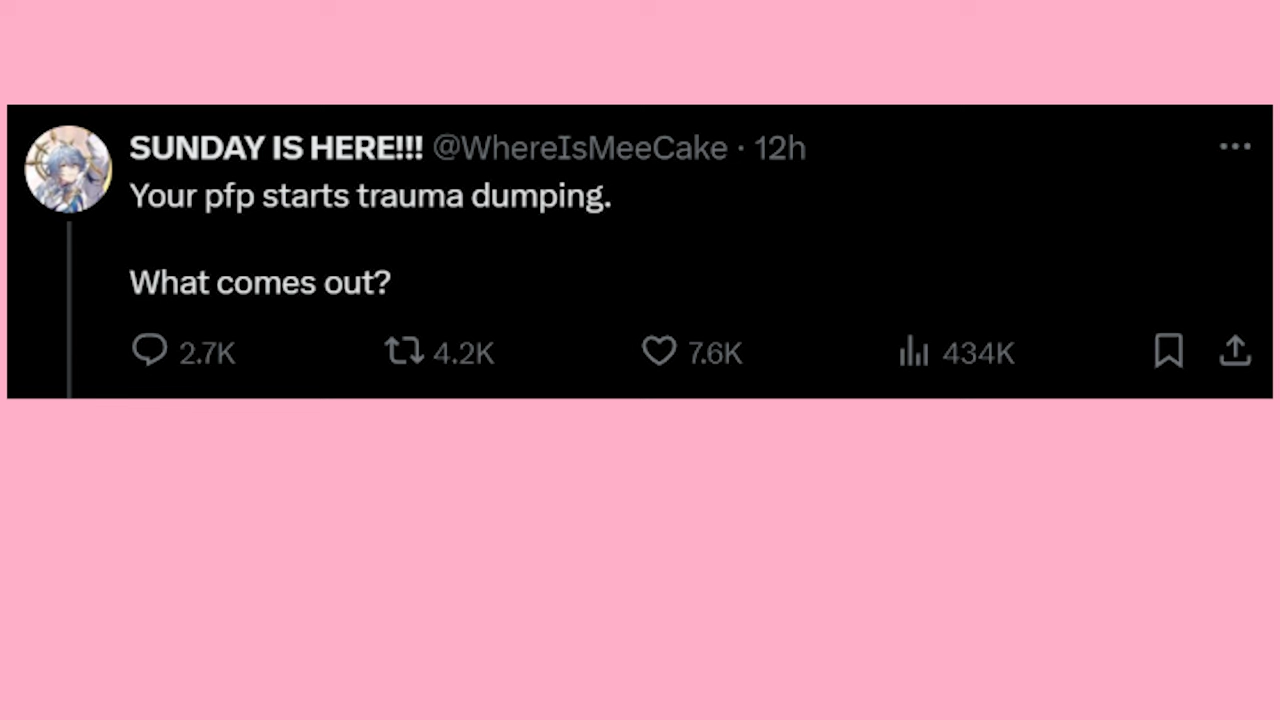 SUNDAY IS HERE!!! @WhereIsMeeCake · 12h
Your pfp starts trauma dumping.
What comes out?
2.7K 4.2K 7.6K 434K